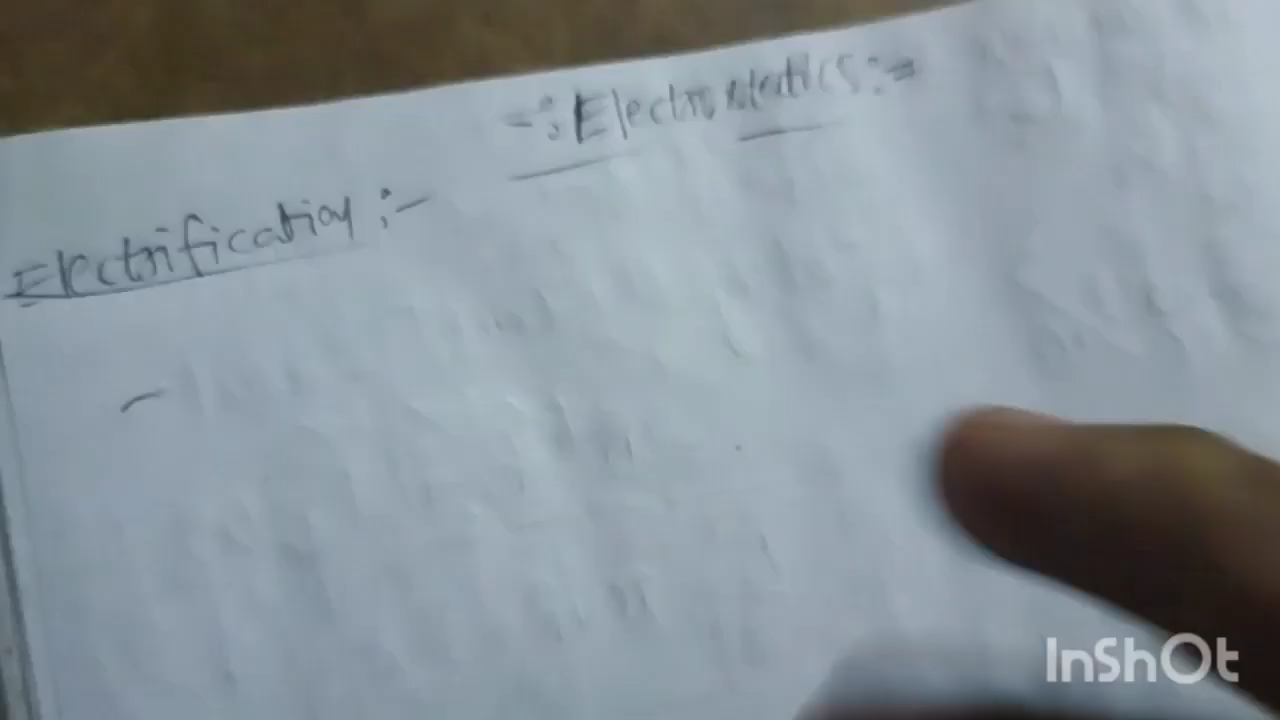 -: Electrostatics :-
Electrification :-
-
InShOt